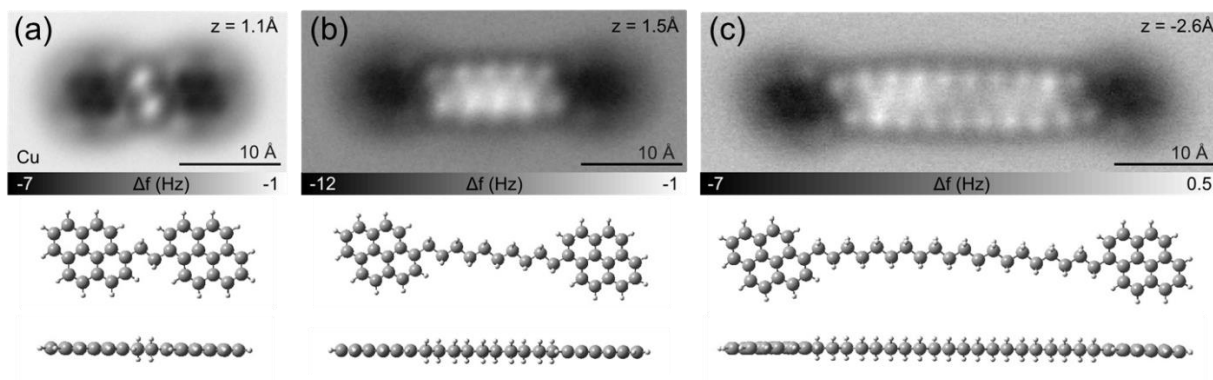 (a) z = 1.1Å
Cu
10 Å
-7 Δf (Hz) -1
(b) z = 1.5Å
10 Å
-12 Δf (Hz) -1
(c) z = -2.6Å
10 Å
-7 Δf (Hz) 0.5